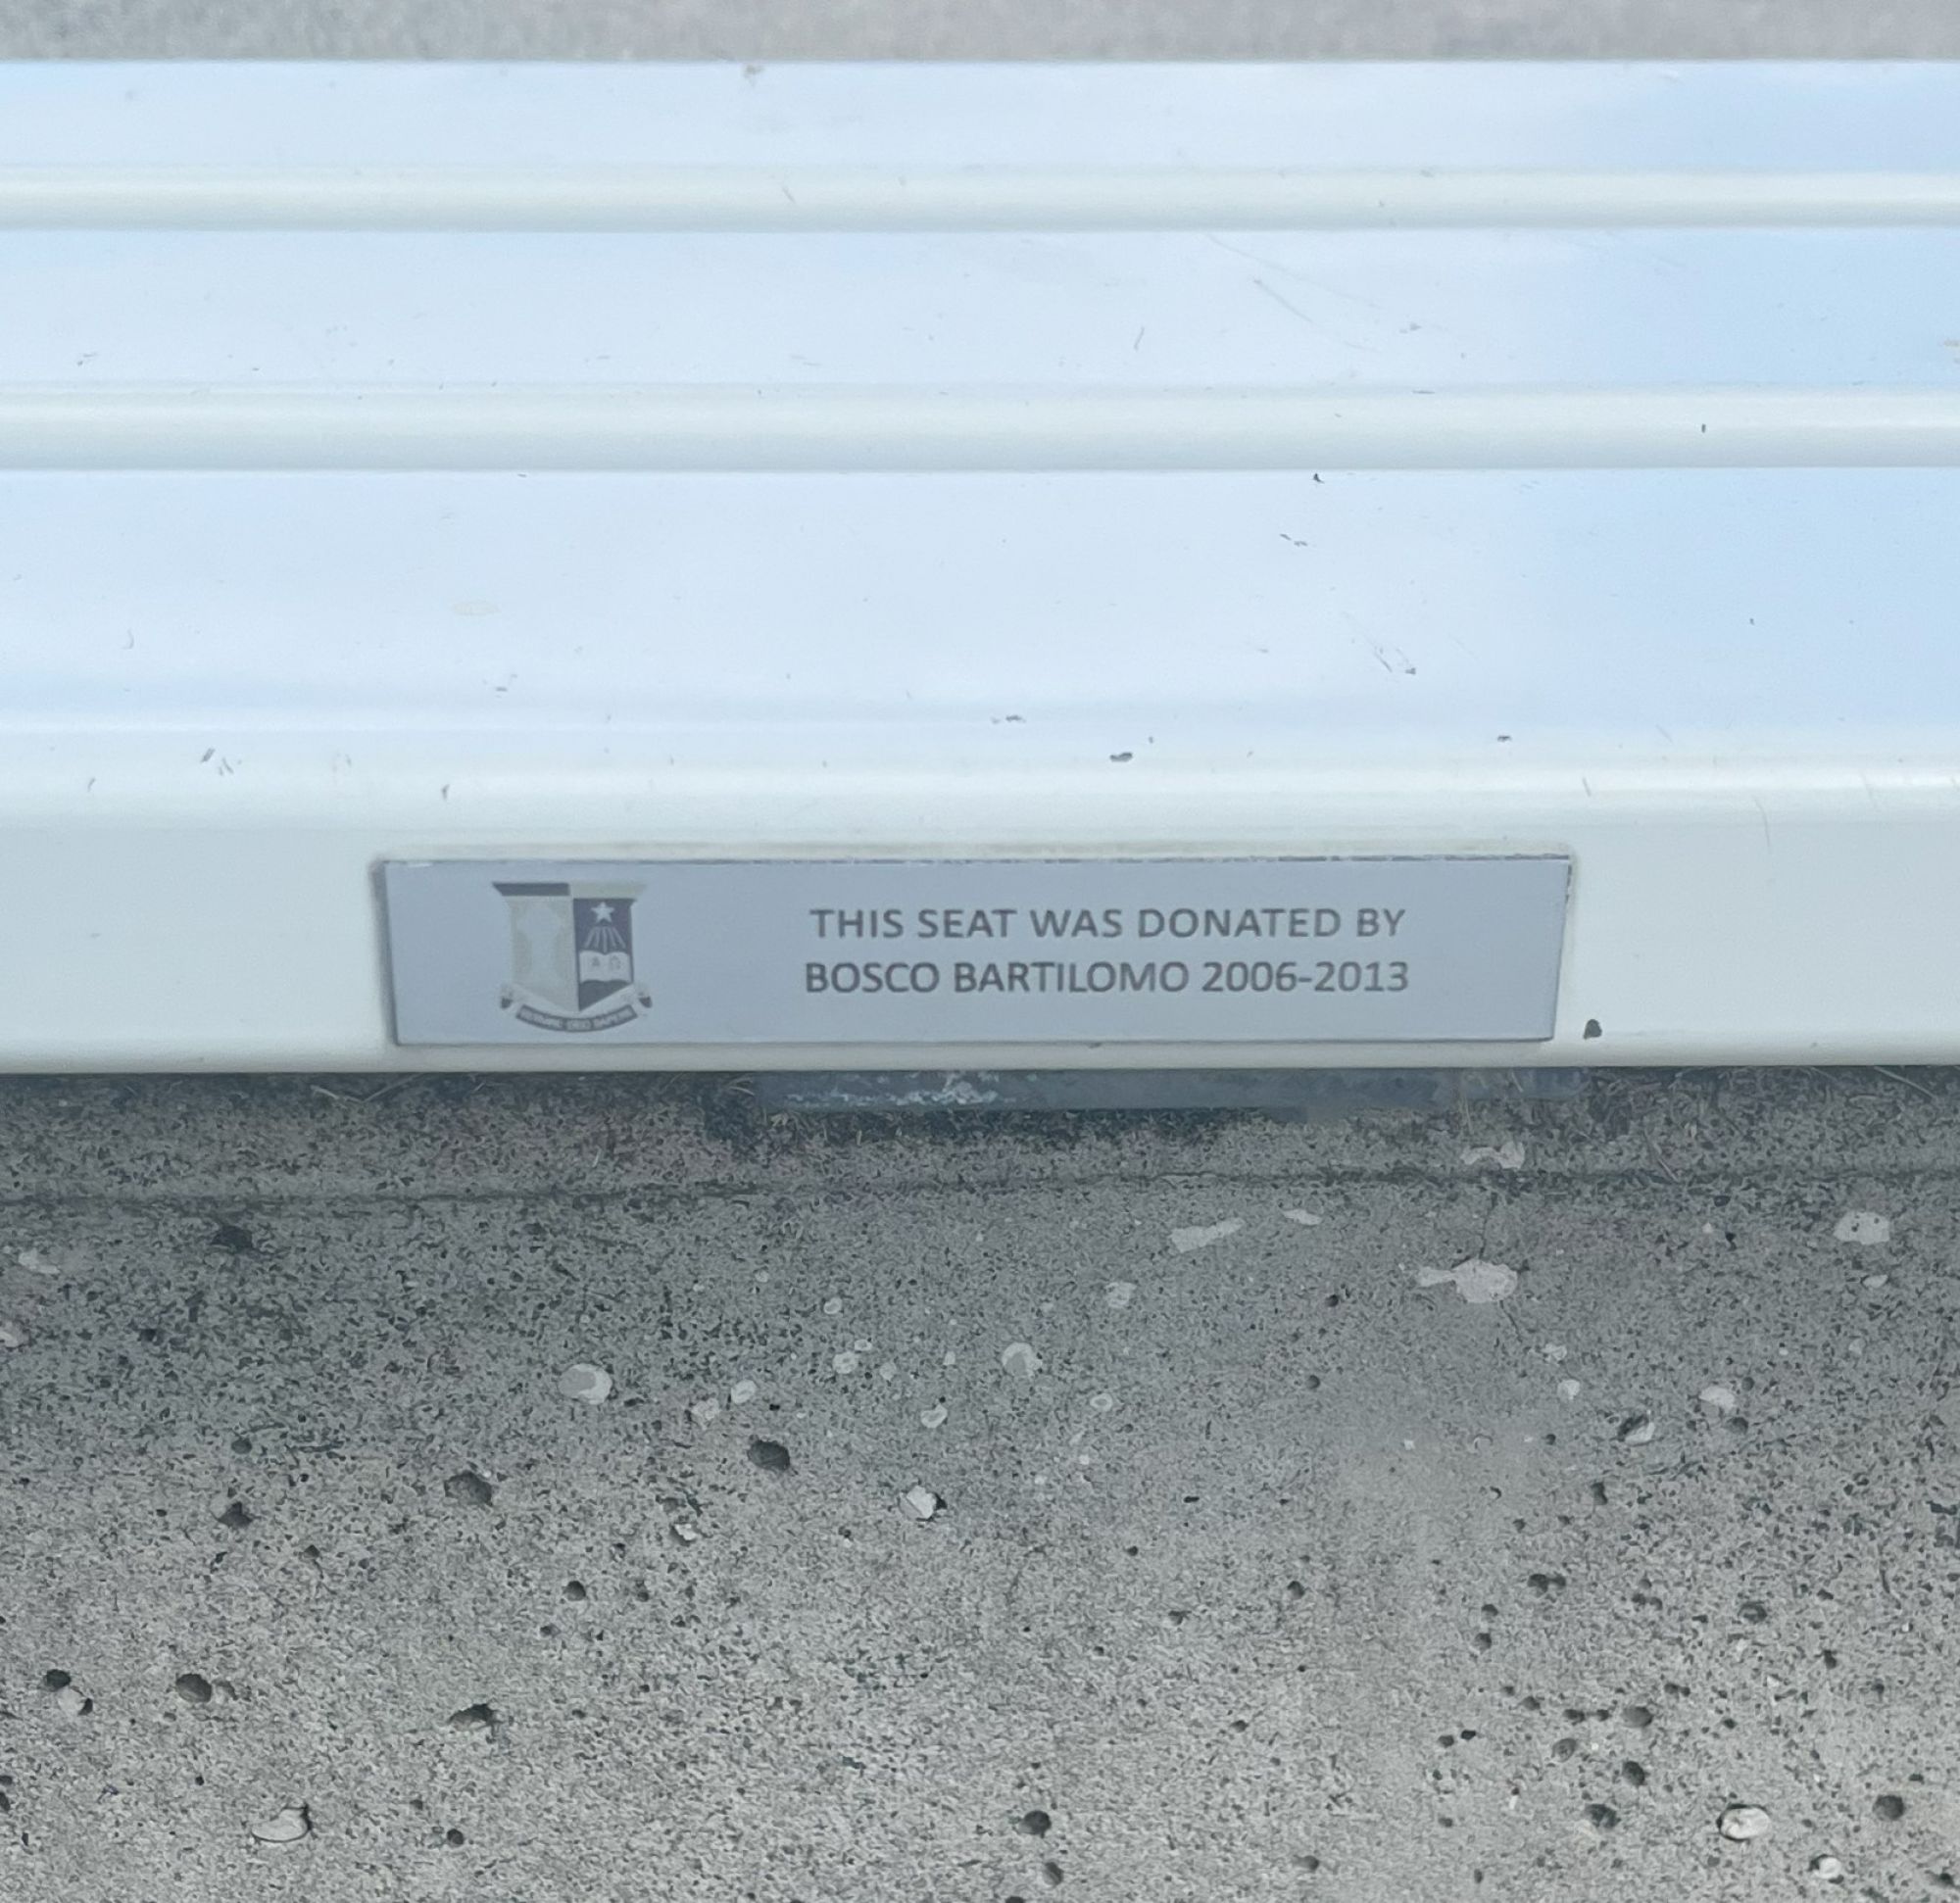 THIS SEAT WAS DONATED BY
BOSCO BARTILOMO 2006-2013
A Ω